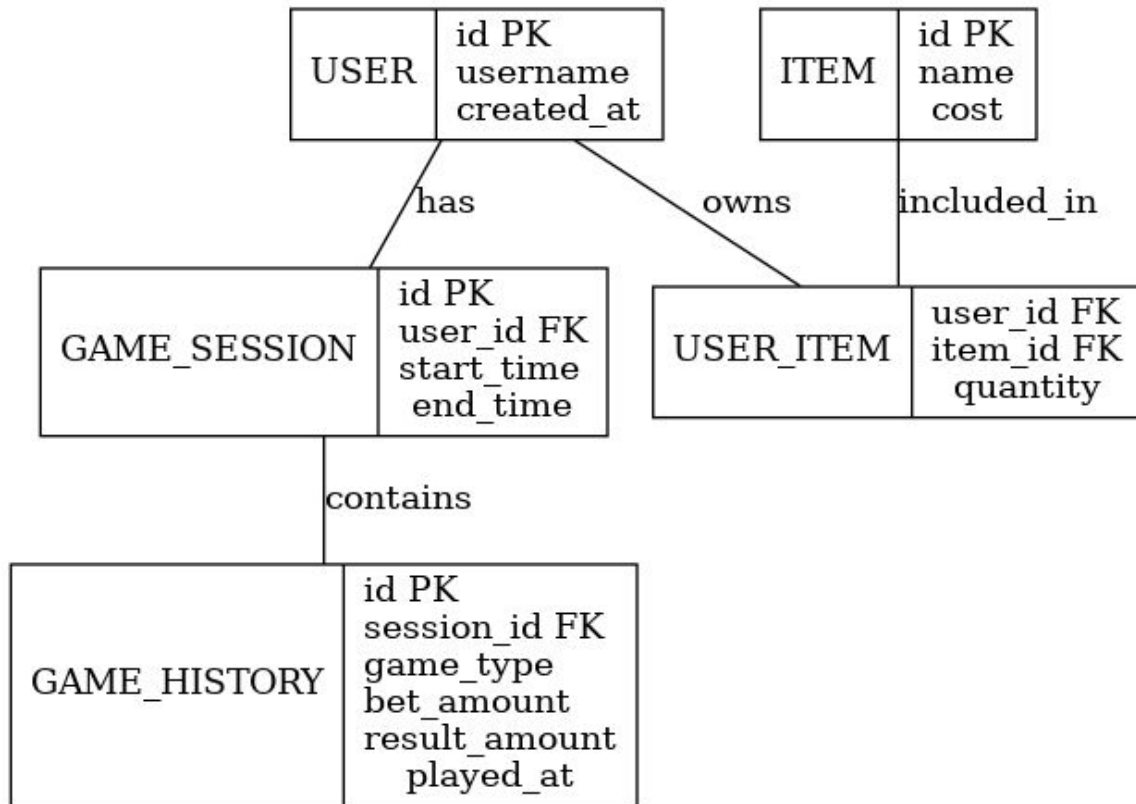 USER
id PK
username
created_at
ITEM
id PK
name
cost
has
owns
included_in
GAME_SESSION
id PK
user_id FK
start_time
end_time
USER_ITEM
user_id FK
item_id FK
quantity
contains
GAME_HISTORY
id PK
session_id FK
game_type
bet_amount
result_amount
played_at